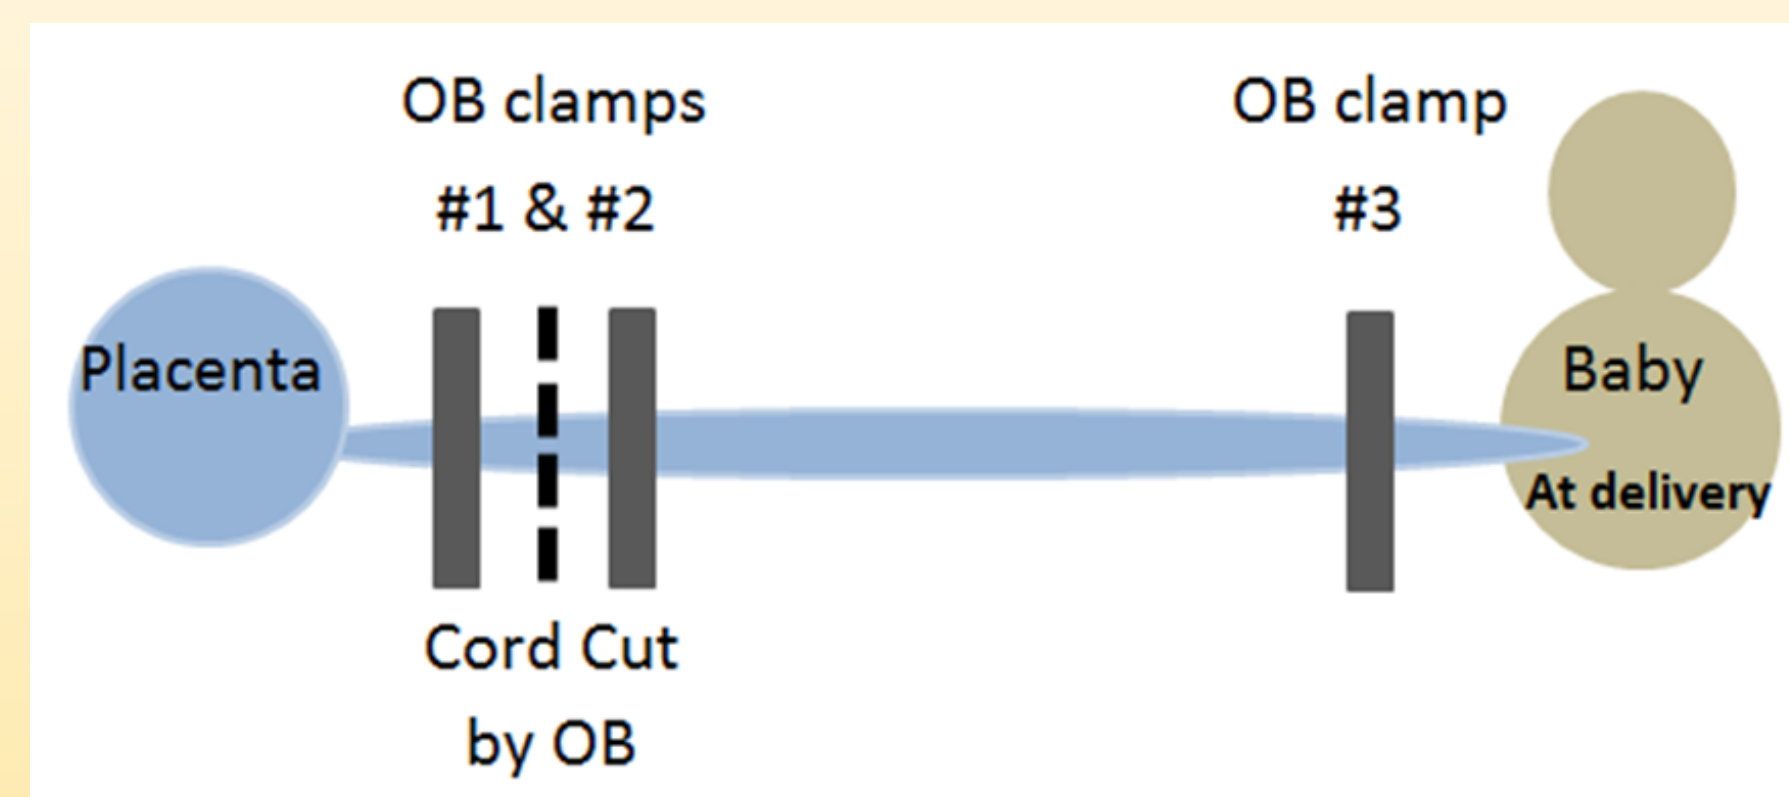 OB clamps
#1 & #2
OB clamp
#3
Placenta
Baby
At delivery
Cord Cut
by OB